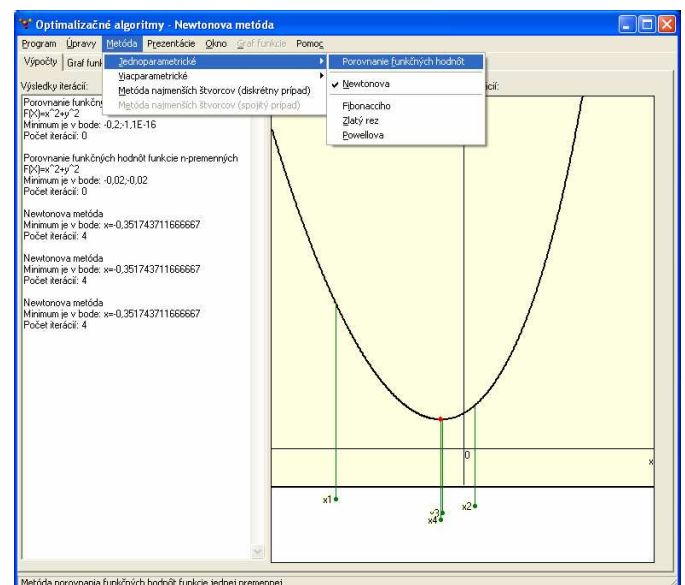 Optimalizačné algoritmy - Newtonova metóda
Program Úpravy Metóda Prezentácie Okno Graf funkcie Pomoc
Výpočty Graf funk
Jednoparametrické
Viacparametrické
Metóda najmenších štvorcov (diskrétny prípad)
Metóda najmenších štvorcov (spojitý prípad)
Porovnanie funkčných hodnôt
Newtonova
Fibonacciho
Zlatý rez
Powellova
Výsledky iterácií:
cií:
Porovnanie funkčný
F(X)=x^2+y^2
Minimum je v bode: -0,2;-1,1E-16
Počet iterácií: 0
Porovnanie funkčných hodnôt funkcie n-premenných
F(X)=x^2+y^2
Minimum je v bode: -0,02;-0,02
Počet iterácií: 0
Newtonova metóda
Minimum je v bode: x=-0,351743711666667
Počet iterácií: 4
Newtonova metóda
Minimum je v bode: x=-0,351743711666667
Počet iterácií: 4
Newtonova metóda
Minimum je v bode: x=-0,351743711666667
Počet iterácií: 4
0
x
x1
x2
x4
Metóda porovnania funkčných hodnôt funkcie jednej premennej